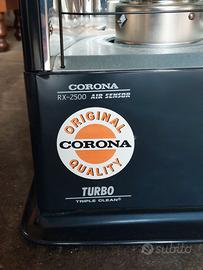 CORONA
RX-2500 AIR SENSOR
ORIGINAL
CORONA
QUALITY
TURBO
TRIPLE CLEAN®
subito